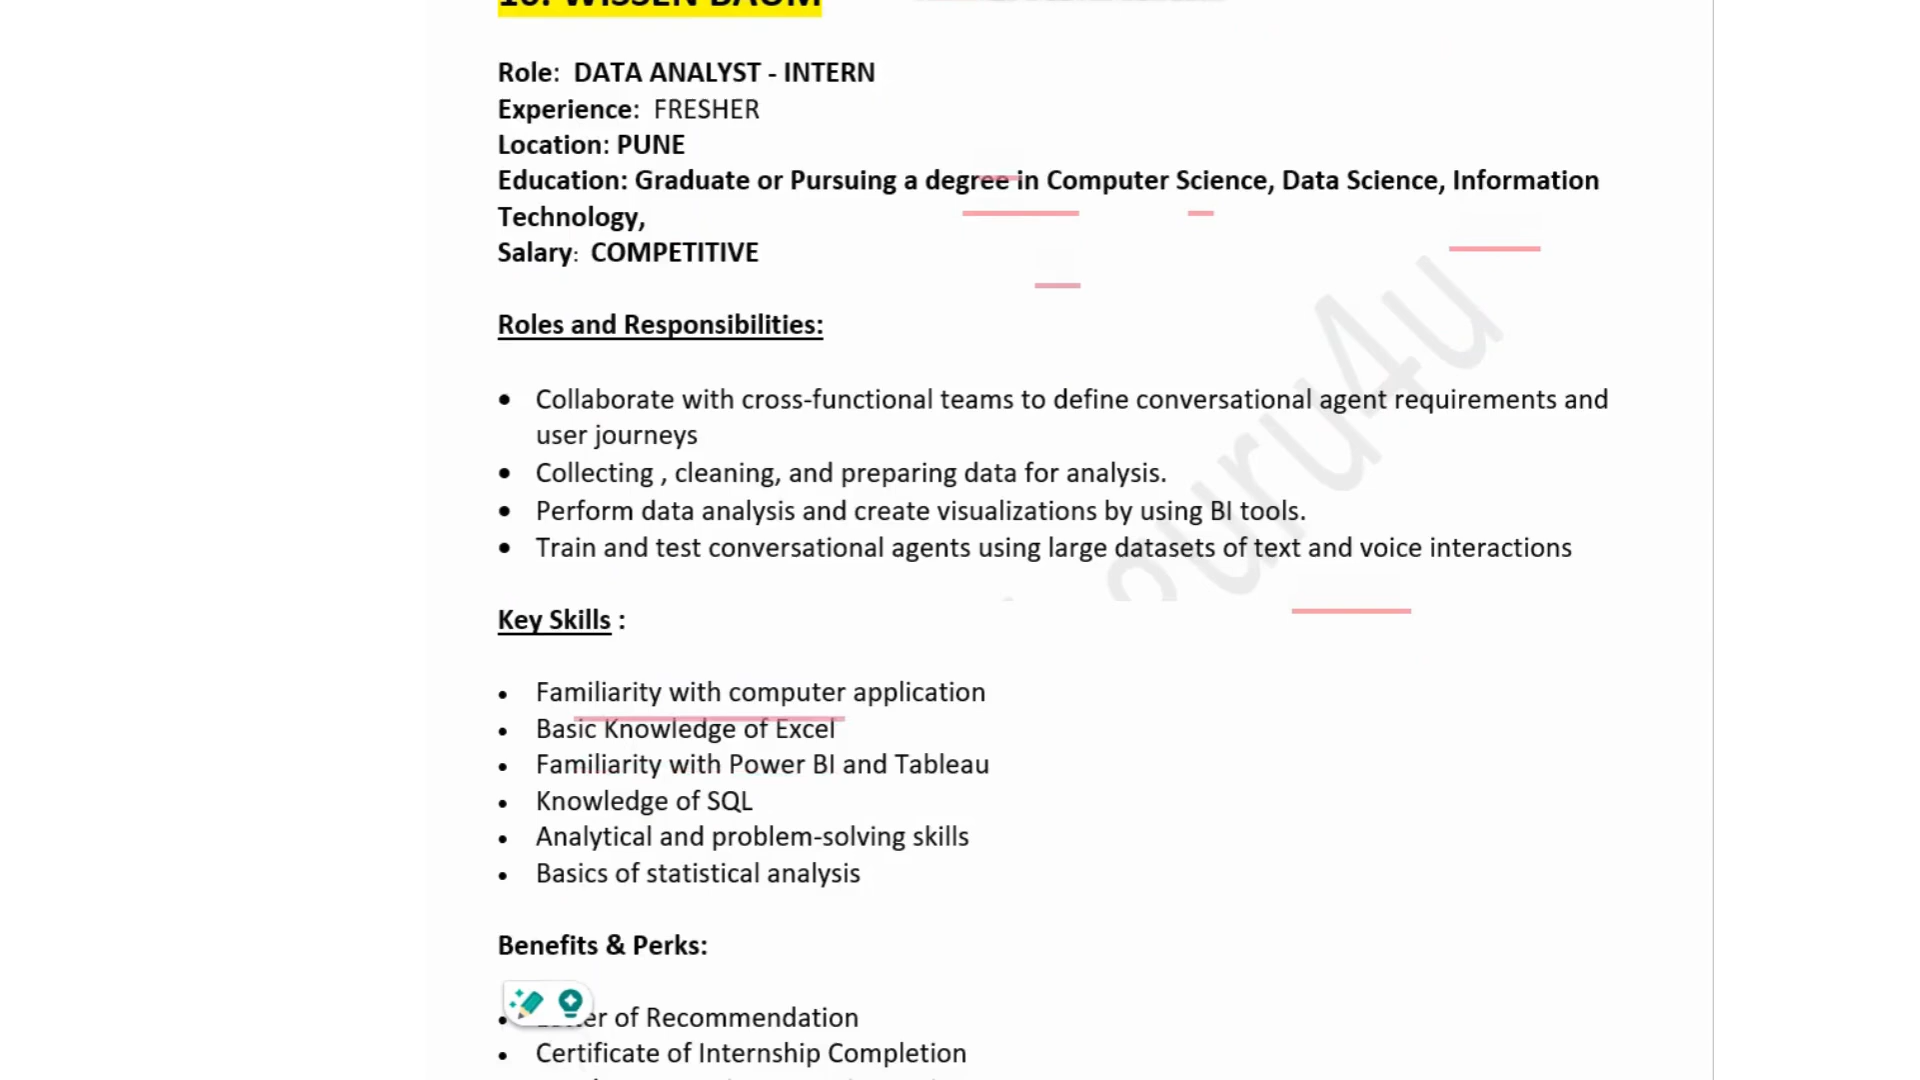 10. WISSEN BAUM
Role: DATA ANALYST - INTERN
Experience: FRESHER
Location: PUNE
Education: Graduate or Pursuing a degree in Computer Science, Data Science, Information
Technology,
Salary: COMPETITIVE
Roles and Responsibilities:
• Collaborate with cross-functional teams to define conversational agent requirements and
user journeys
• Collecting , cleaning, and preparing data for analysis.
• Perform data analysis and create visualizations by using BI tools.
• Train and test conversational agents using large datasets of text and voice interactions
Key Skills :
• Familiarity with computer application
• Basic Knowledge of Excel
• Familiarity with Power BI and Tableau
• Knowledge of SQL
• Analytical and problem-solving skills
• Basics of statistical analysis
Benefits & Perks:
• of Recommendation
• Certificate of Internship Completion
uru4u